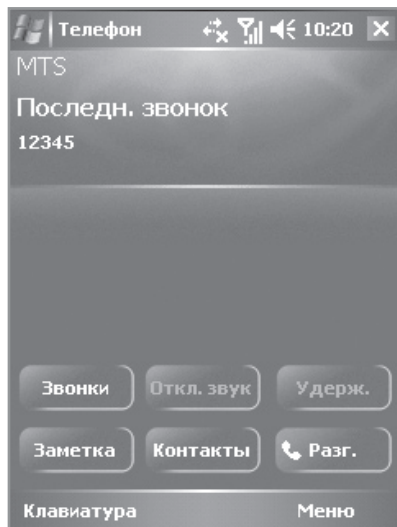 Телефон 10:20
MTS
Последн. звонок
12345
Звонки Откл. звук Удерж.
Заметка Контакты Разг.
Клавиатура Меню